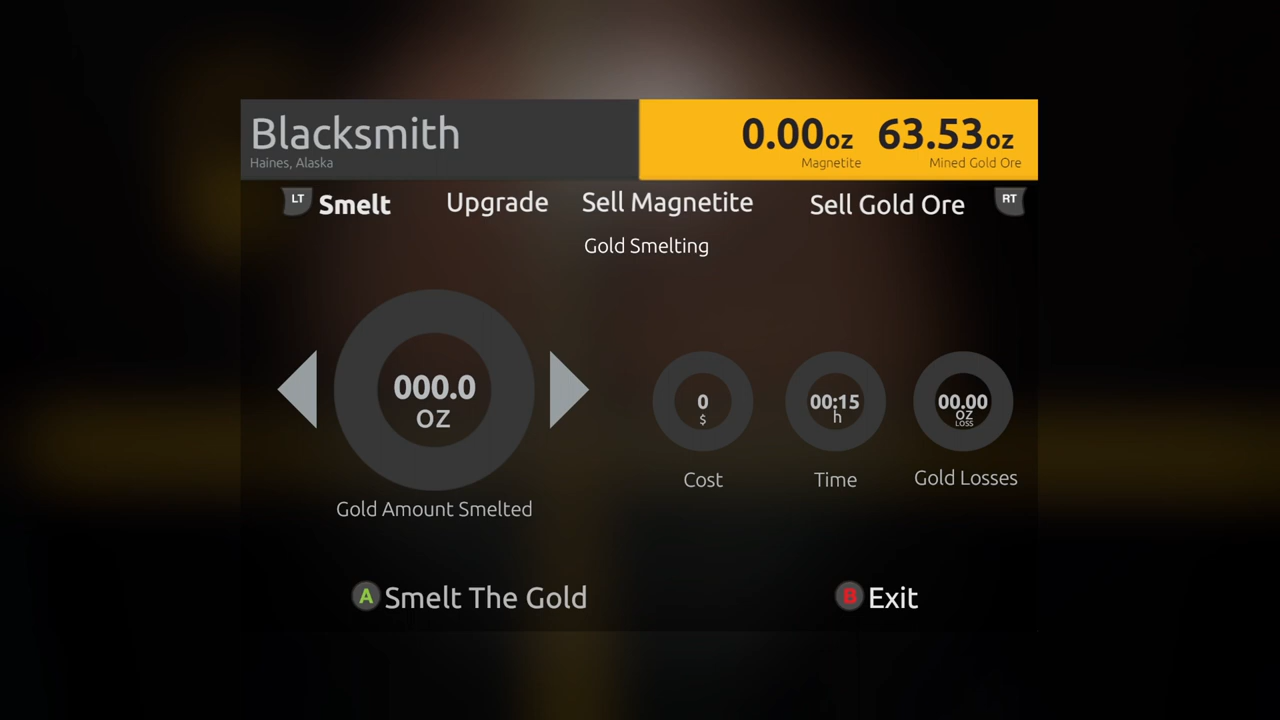 Blacksmith
Haines, Alaska
0.00oz 63.53oz
Magnetite Mined Gold Ore
LT Smelt Upgrade Sell Magnetite Sell Gold Ore RT
Gold Smelting
000.0
OZ
Gold Amount Smelted
0
$
Cost
00:15
h
Time
00.00
OZ
LOSS
Gold Losses
A Smelt The Gold
B Exit